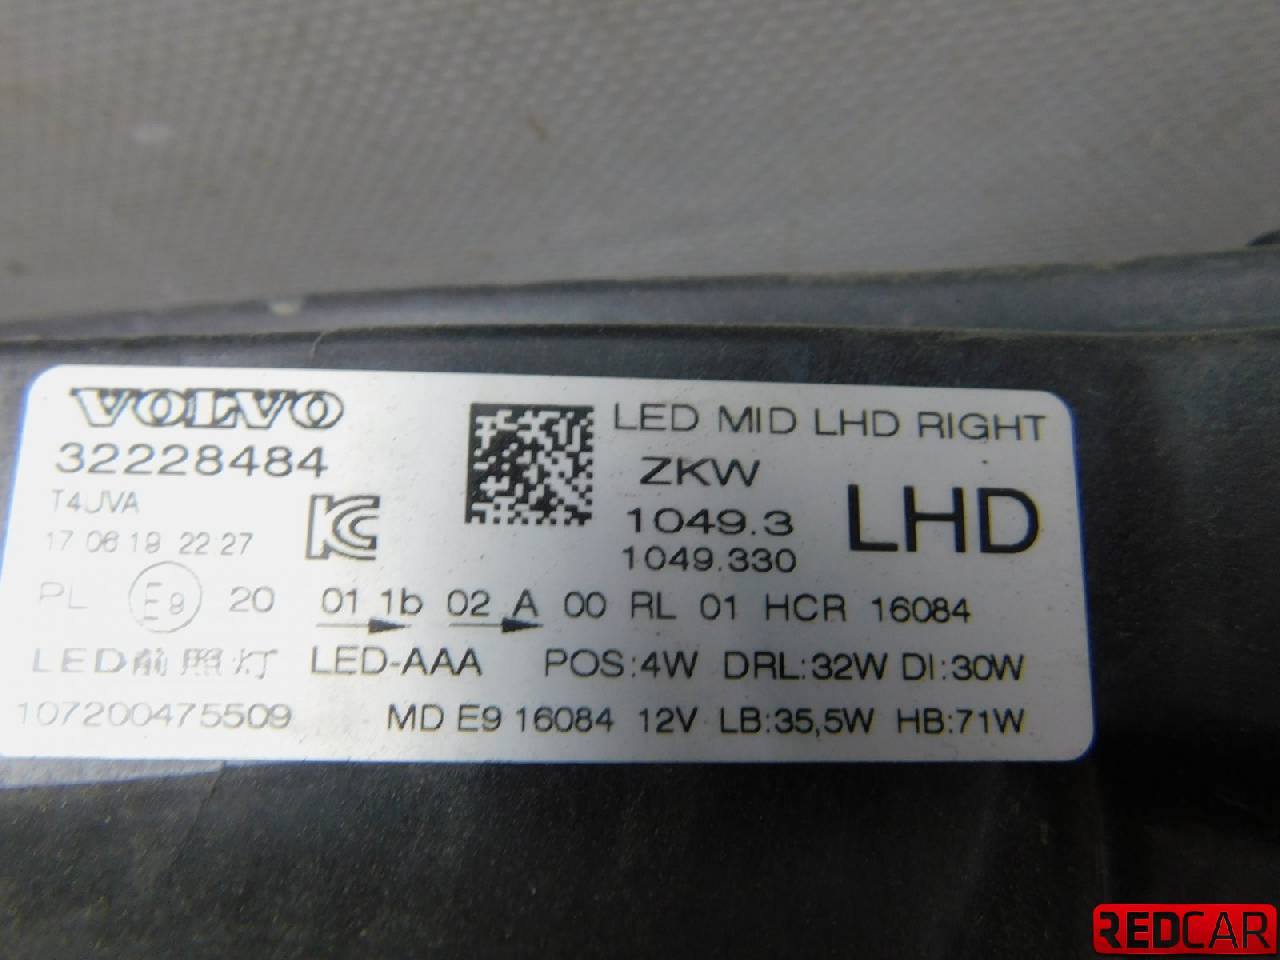 VOLVO
32228484
T4UVA
17 06 19 22 27
LED MID LHD RIGHT
ZKW
1049.3
1049.330
LHD
PL E9 20 01 1b 02 A 00 RL 01 HCR 16084
LED前照灯 LED-AAA POS:4W DRL:32W DI:30W
107200475509 MD E9 16084 12V LB:35,5W HB:71W
REDCAR